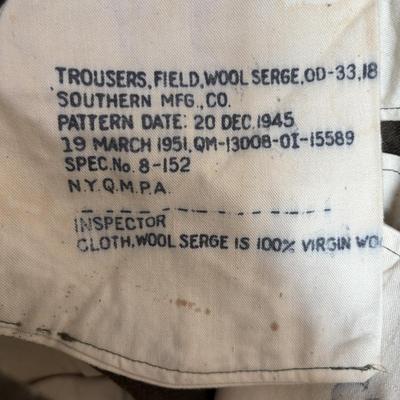 TROUSERS, FIELD, WOOL SERGE, OD-33, 18
SOUTHERN MFG., CO.
PATTERN DATE: 20 DEC. 1945
19 MARCH 1951, QM-13008-OI-15589
SPEC. No. 8-152
N.Y.Q.M.P.A.
INSPECTOR
CLOTH, WOOL SERGE IS 100% VIRGIN